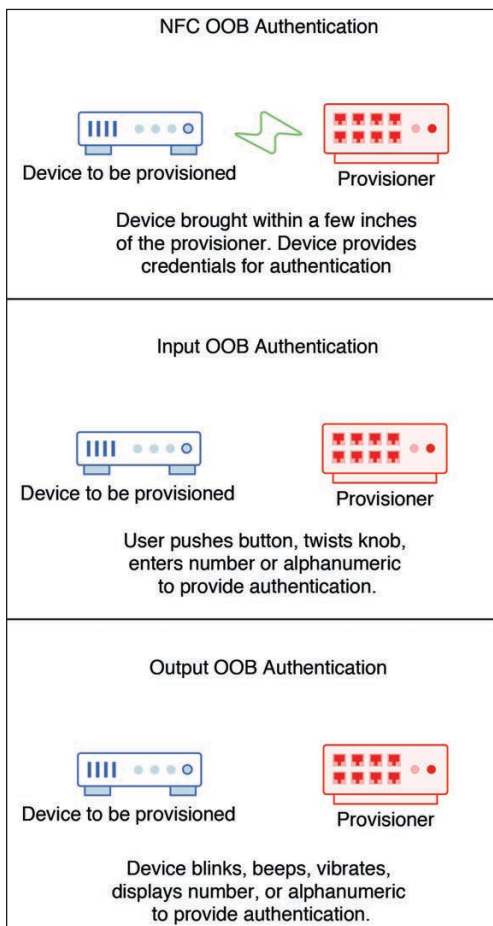 NFC OOB Authentication
Device to be provisioned
Provisioner
Device brought within a few inches
of the provisioner. Device provides
credentials for authentication
Input OOB Authentication
Device to be provisioned
Provisioner
User pushes button, twists knob,
enters number or alphanumeric
to provide authentication.
Output OOB Authentication
Device to be provisioned
Provisioner
Device blinks, beeps, vibrates,
displays number, or alphanumeric
to provide authentication.